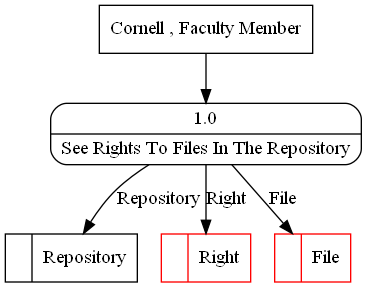 Cornell , Faculty Member
1.0
See Rights To Files In The Repository
Repository Right File
Repository Right File